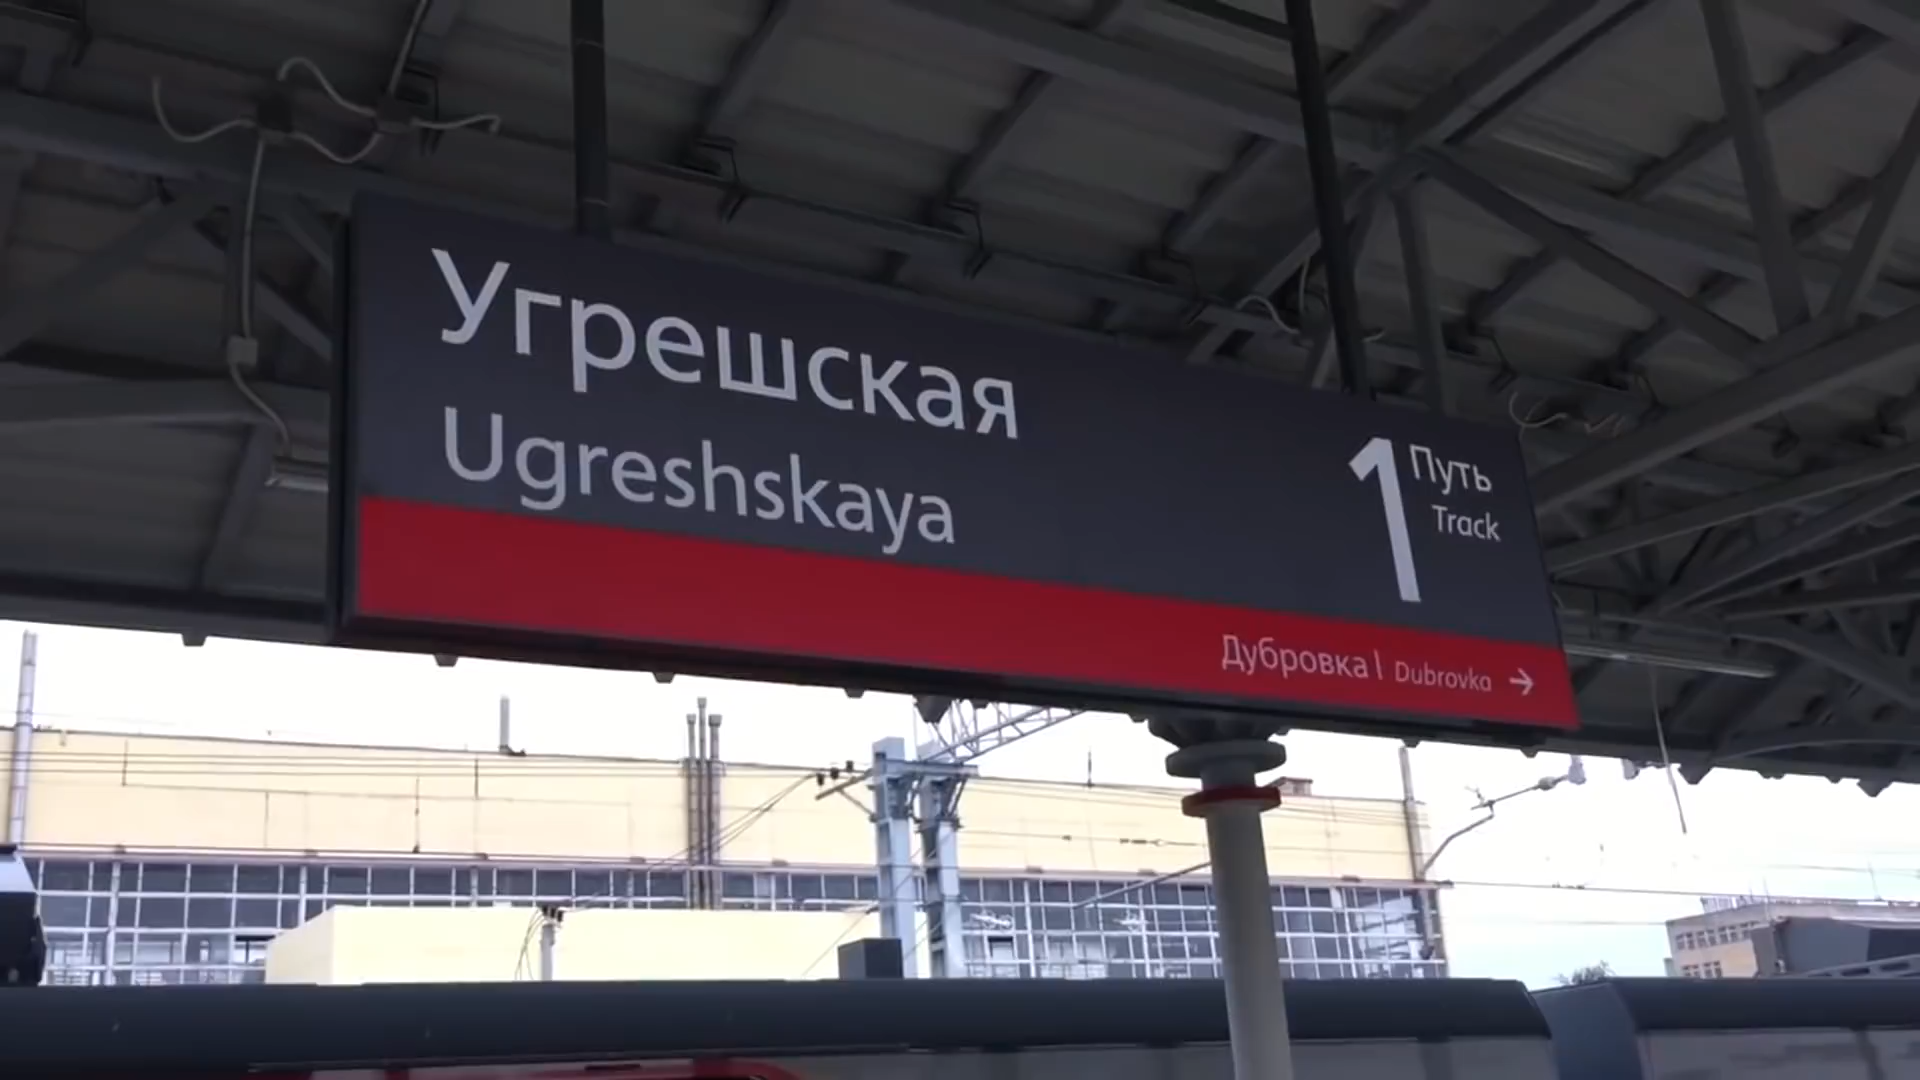 Угрешская
Ugreshskaya
1 Путь
Track
Дубровка | Dubrovka →